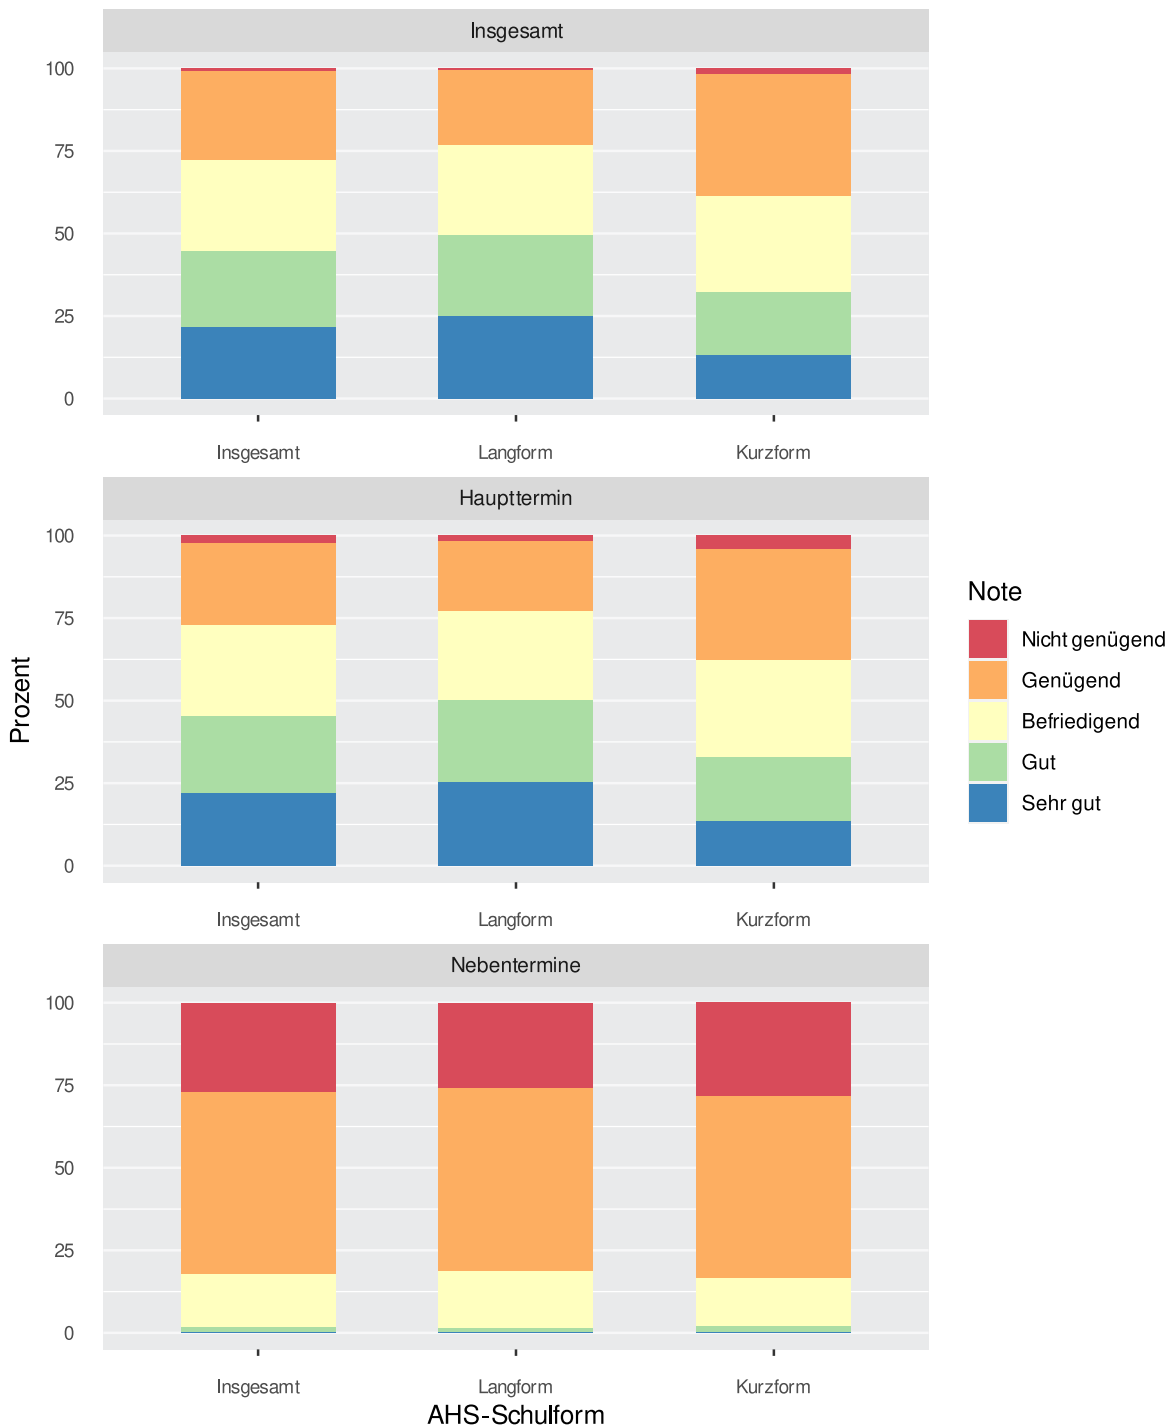 Insgesamt
100
75
50
25
0
Insgesamt Langform Kurzform
Haupttermin
100
75
50
25
0
Insgesamt Langform Kurzform
Nebentermine
100
75
50
25
0
Insgesamt Langform Kurzform
AHS-Schulform
Prozent
Note
Nicht genügend
Genügend
Befriedigend
Gut
Sehr gut